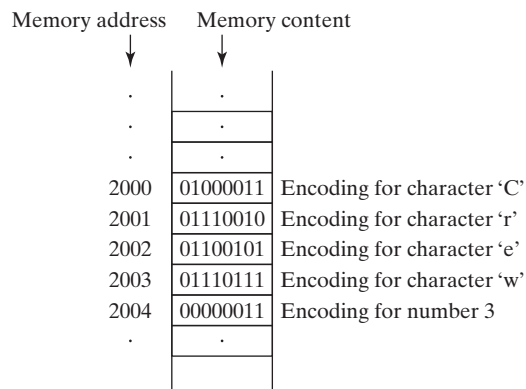 Memory address Memory content
. .
. .
. .
2000 01000011 Encoding for character ‘C’
2001 01110010 Encoding for character ‘r’
2002 01100101 Encoding for character ‘e’
2003 01110111 Encoding for character ‘w’
2004 00000011 Encoding for number 3
. .